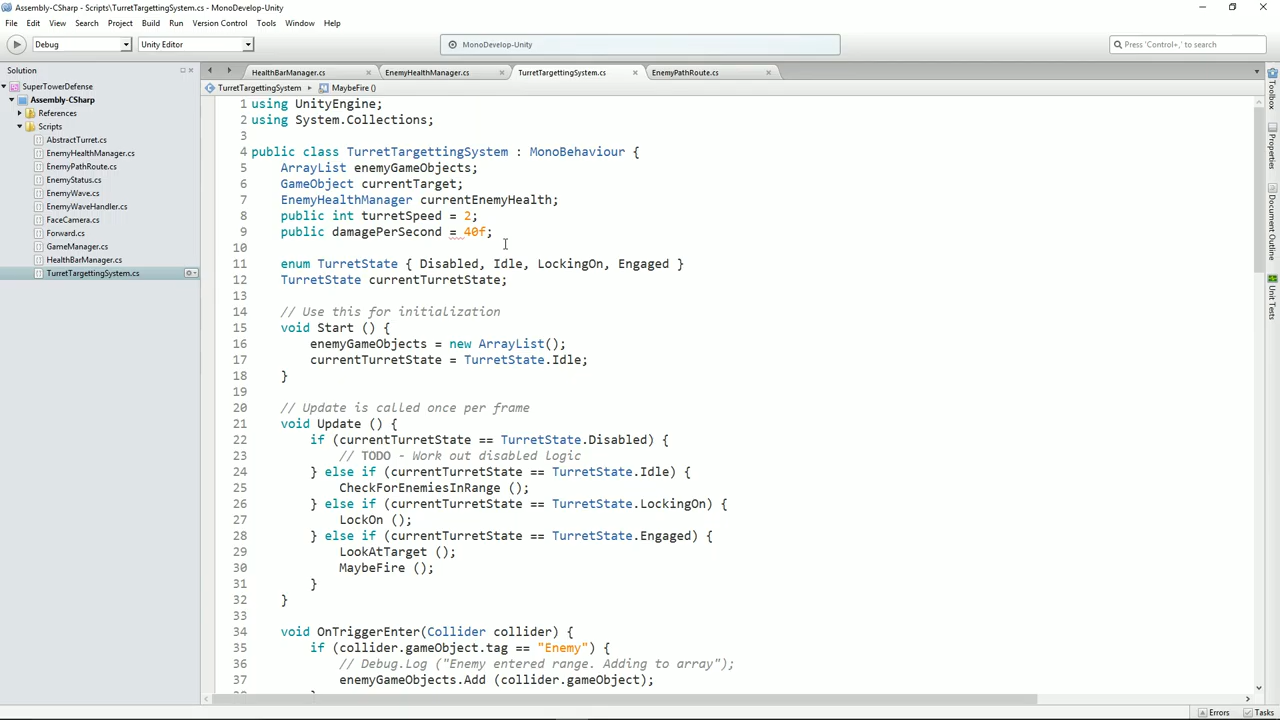 Assembly-CSharp - Scripts\TurretTargettingSystem.cs - MonoDevelop-Unity
File Edit View Search Project Build Run Version Control Tools Window Help
Debug Unity Editor MonoDevelop-Unity Press 'Control+,' to search
Solution
SuperTowerDefense
Assembly-CSharp
References
Scripts
AbstractTurret.cs
EnemyHealthManager.cs
EnemyPathRoute.cs
EnemyStatus.cs
EnemyWave.cs
EnemyWaveHandler.cs
FaceCamera.cs
Forward.cs
GameManager.cs
HealthBarManager.cs
TurretTargettingSystem.cs
HealthBarManager.cs EnemyHealthManager.cs TurretTargettingSystem.cs EnemyPathRoute.cs
TurretTargettingSystem MaybeFire ()
1 using UnityEngine;
2 using System.Collections;
3
4 public class TurretTargettingSystem : MonoBehaviour {
5 ArrayList enemyGameObjects;
6 GameObject currentTarget;
7 EnemyHealthManager currentEnemyHealth;
8 public int turretSpeed = 2;
9 public damagePerSecond = 40f;
10
11 enum TurretState { Disabled, Idle, LockingOn, Engaged }
12 TurretState currentTurretState;
13
14 // Use this for initialization
15 void Start () {
16 enemyGameObjects = new ArrayList();
17 currentTurretState = TurretState.Idle;
18 }
19
20 // Update is called once per frame
21 void Update () {
22 if (currentTurretState == TurretState.Disabled) {
23 // TODO - Work out disabled logic
24 } else if (currentTurretState == TurretState.Idle) {
25 CheckForEnemiesInRange ();
26 } else if (currentTurretState == TurretState.LockingOn) {
27 LockOn ();
28 } else if (currentTurretState == TurretState.Engaged) {
29 LookAtTarget ();
30 MaybeFire ();
31 }
32 }
33
34 void OnTriggerEnter(Collider collider) {
35 if (collider.gameObject.tag == "Enemy") {
36 // Debug.Log ("Enemy entered range. Adding to array");
37 enemyGameObjects.Add (collider.gameObject);
Toolbox
Properties
Document Outline
Unit Tests
Errors Tasks